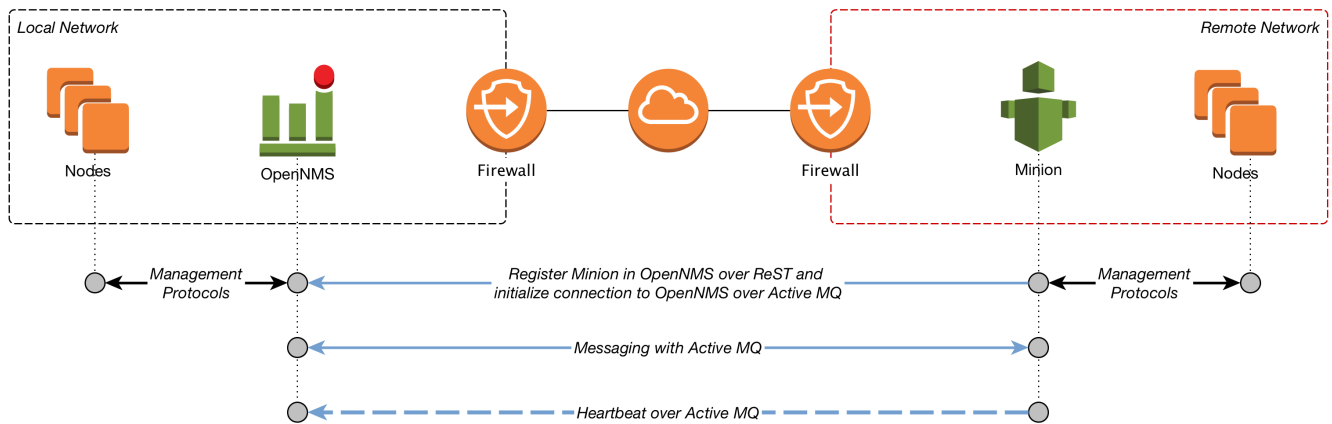 Local Network
Remote Network
Nodes
OpenNMS
Firewall
Firewall
Minion
Nodes
Management
Protocols
Register Minion in OpenNMS over ReST and
initialize connection to OpenNMS over Active MQ
Management
Protocols
Messaging with Active MQ
Heartbeat over Active MQ